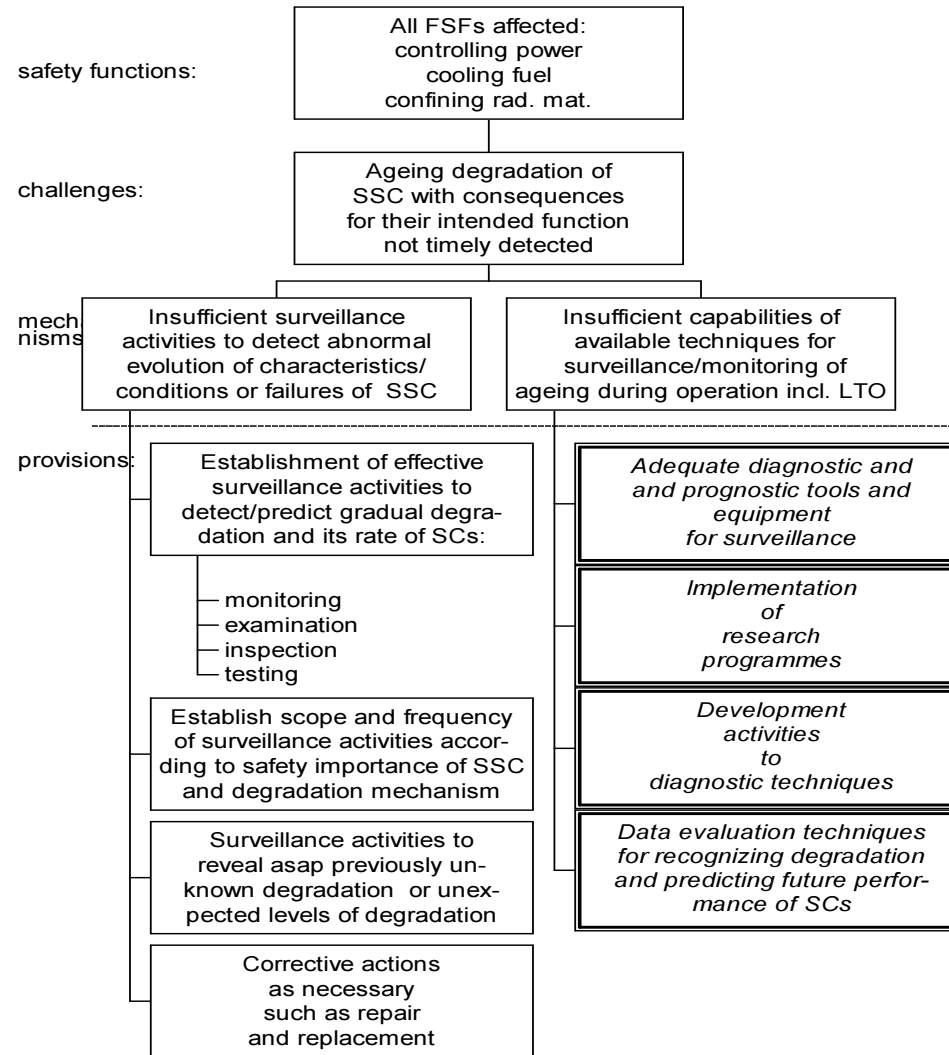 All FSFs affected:
controlling power
cooling fuel
confining rad. mat.
safety functions:
challenges:
Ageing degradation of
SSC with consequences
for their intended function
not timely detected
mecha
nisms
Insufficient surveillance
activities to detect abnormal
evolution of characteristics/
conditions or failures of SSC
Insufficient capabilities of
available techniques for
surveillance/monitoring of
ageing during operation incl. LTO
provisions:
Establishment of effective
surveillance activities to
detect/predict gradual degra-
dation and its rate of SCs:
monitoring
examination
inspection
testing
Establish scope and frequency
of surveillance activities accor-
ding to safety importance of SSC
and degradation mechanism
Surveillance activities to
reveal asap previously un-
known degradation or unex-
pected levels of degradation
Corrective actions
as necessary
such as repair
and replacement
Adequate diagnostic and
and prognostic tools and
equipment
for surveillance
Implementation
of
research
programmes
Development
activities
to
diagnostic techniques
Data evaluation techniques
for recognizing degradation
and predicting future perfor-
mance of SCs